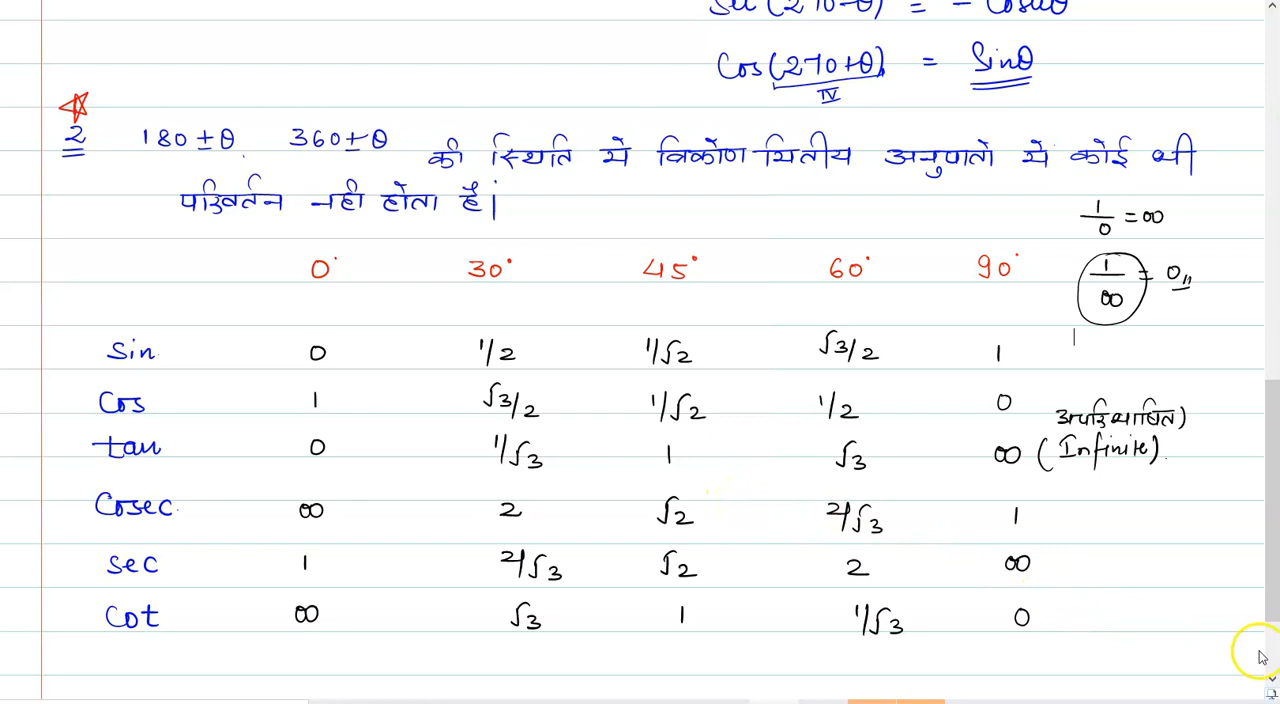 Cos(270+θ) = Sinθ
IV
2 180±θ, 360±θ की स्थिति मे त्रिकोणमितीय अनुपातो मे कोई भी
परिवर्तन नही होता है।
1/0 = ∞
0° 30° 45° 60° 90°
1/∞ = 0
sin 0 1/2 1/√2 √3/2 1
Cos 1 √3/2 1/√2 1/2 0
अपरिभाषित)
tan 0 1/√3 1 √3 ∞ (Infinite)
Cosec ∞ 2 √2 2/√3 1
sec 1 2/√3 √2 2 ∞
Cot ∞ √3 1 1/√3 0